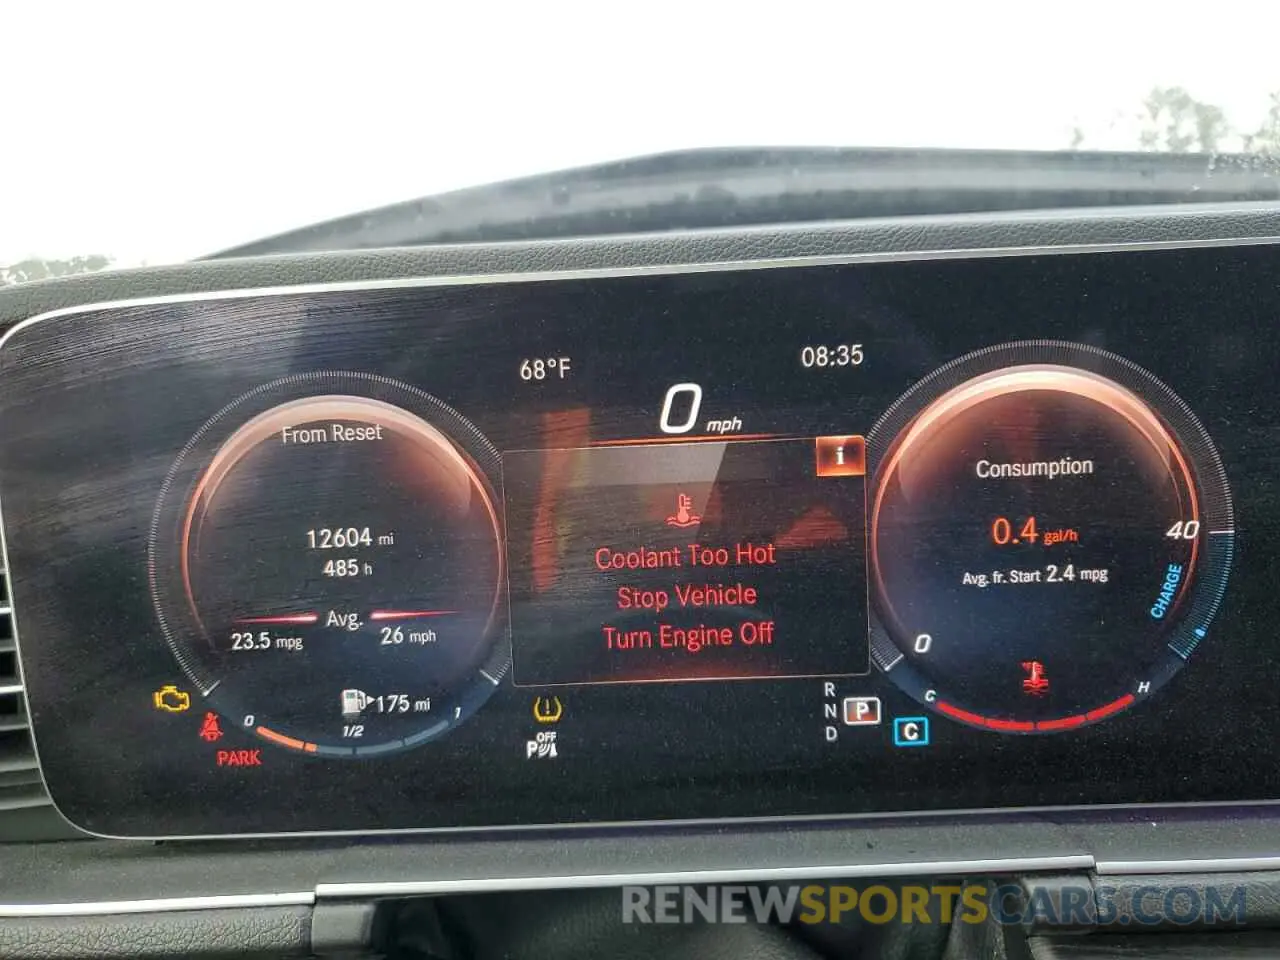 68°F
08:35
0 mph
From Reset
12604 mi
485 h
Avg.
23.5 mpg
26 mph
175 mi
0
1/2
1
PARK
i
Coolant Too Hot
Stop Vehicle
Turn Engine Off
OFF
P
R
N
D
P
C
Consumption
0.4 gal/h
Avg. fr. Start 2.4 mpg
40
CHARGE
0
C
H
RENEWSPORTSCARS.COM